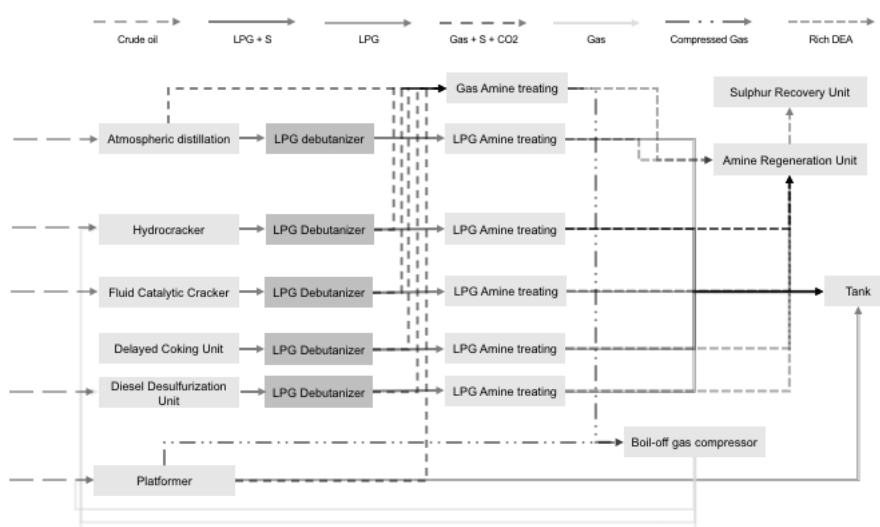 Crude oil
LPG + S
LPG
Gas + S + CO2
Gas
Compressed Gas
Rich DEA
Gas Amine treating
Sulphur Recovery Unit
Atmospheric distillation
LPG debutanizer
LPG Amine treating
Amine Regeneration Unit
Hydrocracker
LPG Debutanizer
LPG Amine treating
Fluid Catalytic Cracker
LPG Debutanizer
LPG Amine treating
Tank
Delayed Coking Unit
LPG Debutanizer
LPG Amine treating
Diesel Desulfurization
Unit
LPG Debutanizer
LPG Amine treating
Boil-off gas compressor
Platformer